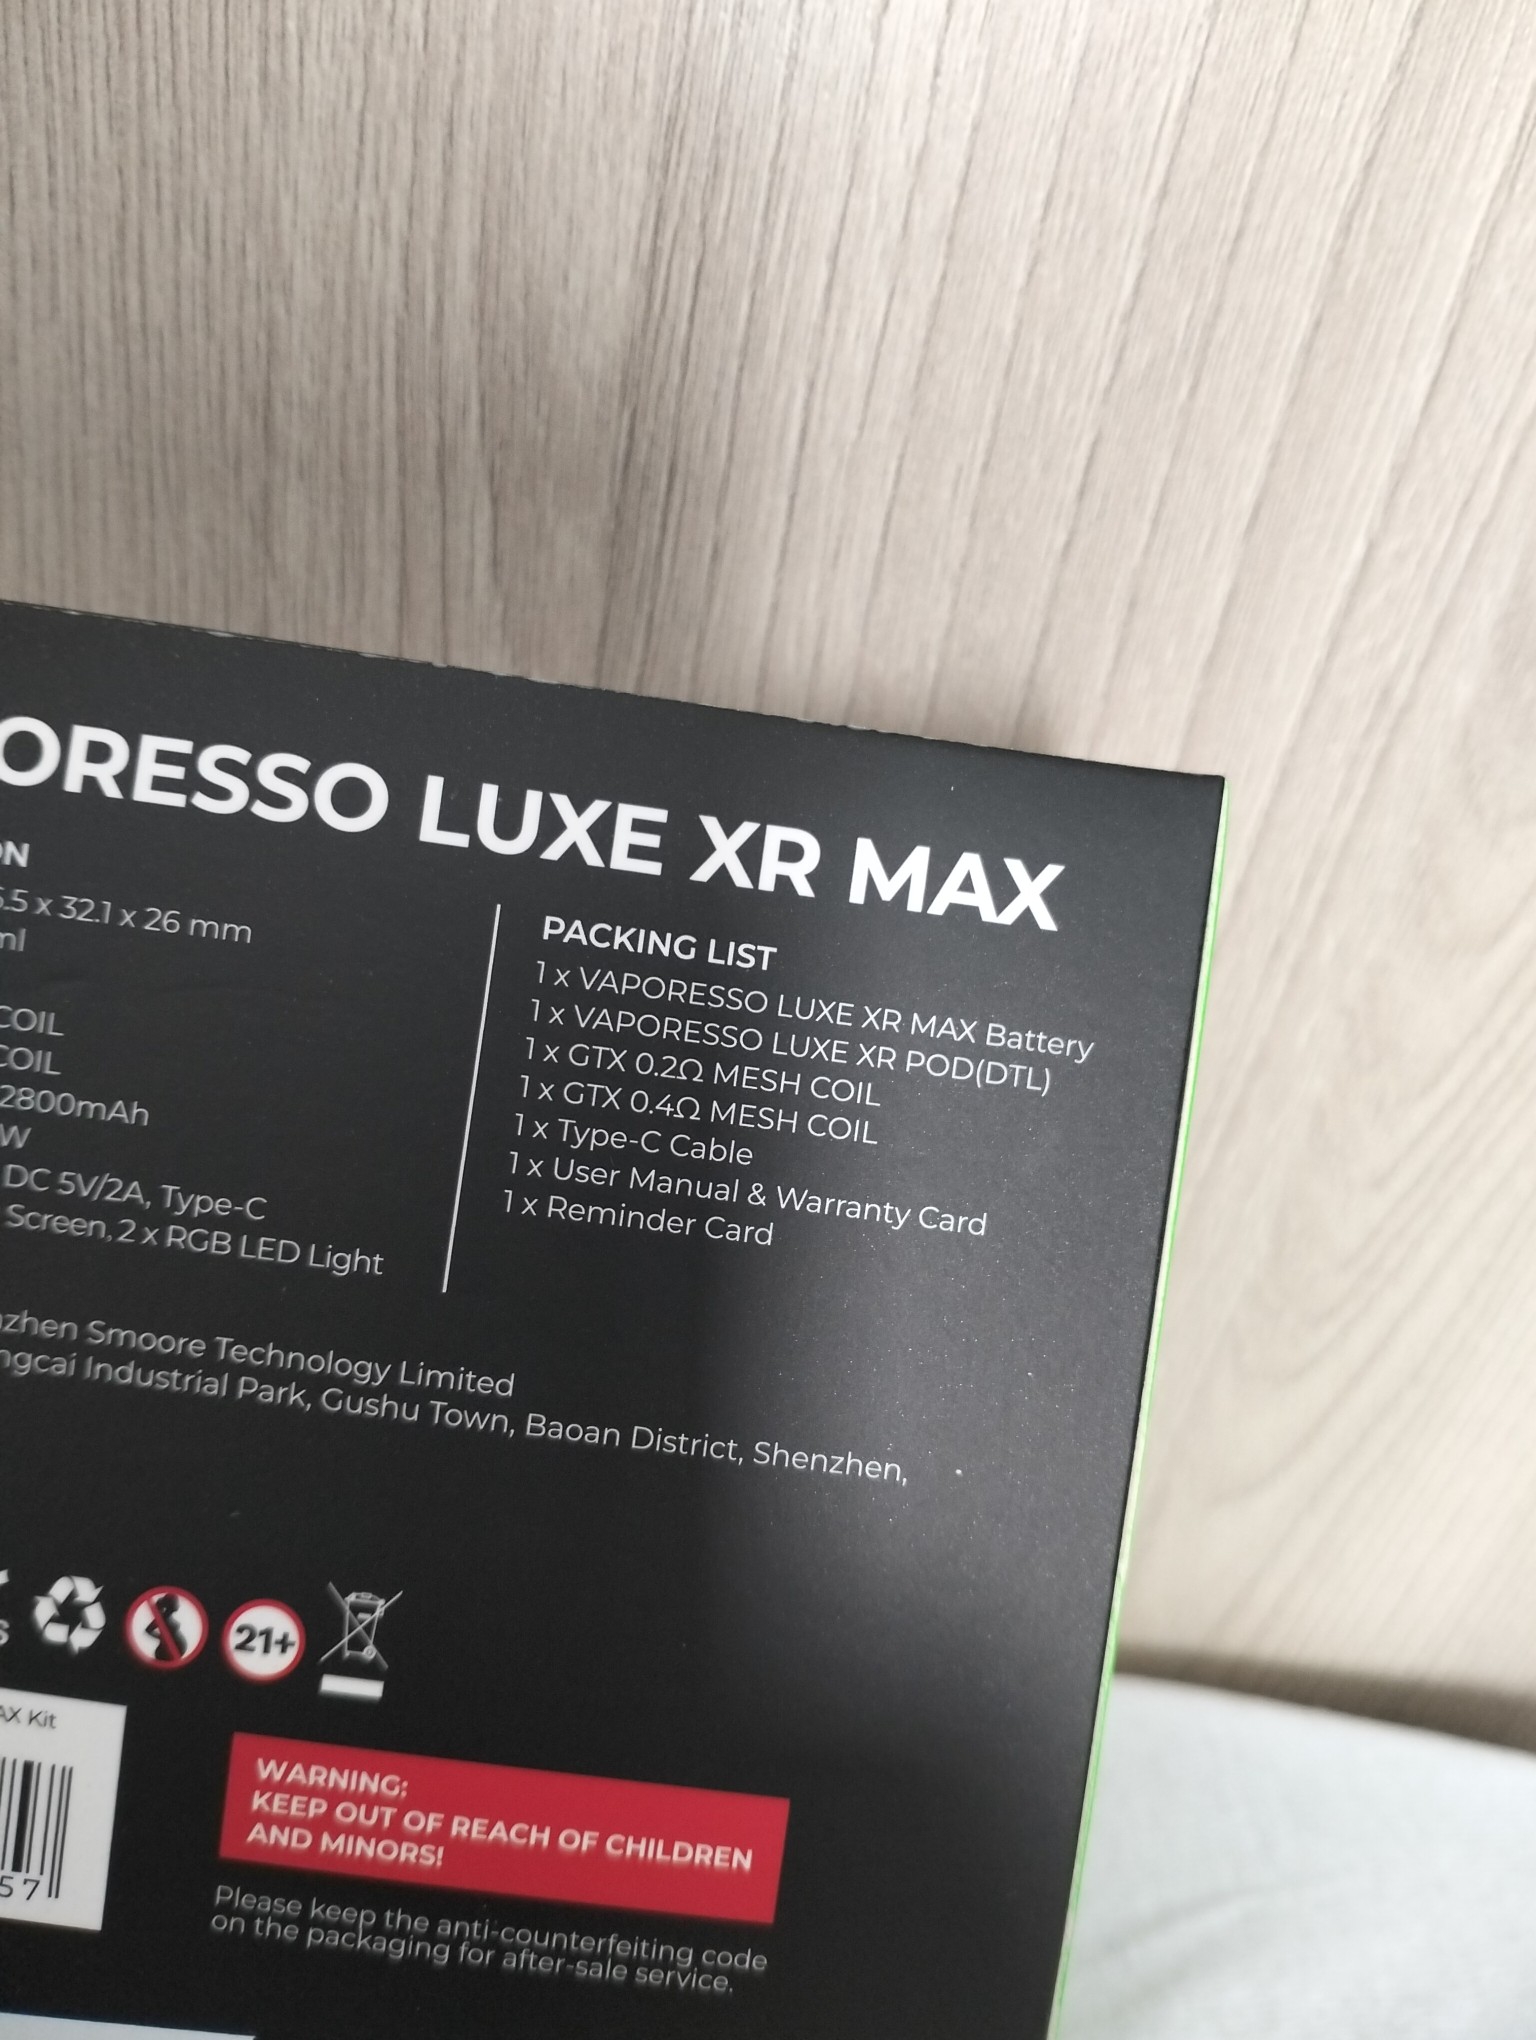 ORESSO LUXE XR MAX
ON
5.5 x 32.1 x 26 mm
ml
COIL
COIL
2800mAh
W
DC 5V/2A, Type-C
Screen, 2 x RGB LED Light
PACKING LIST
1 x VAPORESSO LUXE XR MAX Battery
1 x VAPORESSO LUXE XR POD(DTL)
1 x GTX 0.2Ω MESH COIL
1 x GTX 0.4Ω MESH COIL
1 x Type-C Cable
1 x User Manual & Warranty Card
1 x Reminder Card
nzhen Smoore Technology Limited
ngcai Industrial Park, Gushu Town, Baoan District, Shenzhen,
S
21+
AX Kit
57
WARNING:
KEEP OUT OF REACH OF CHILDREN
AND MINORS!
Please keep the anti-counterfeiting code
on the packaging for after-sale service.